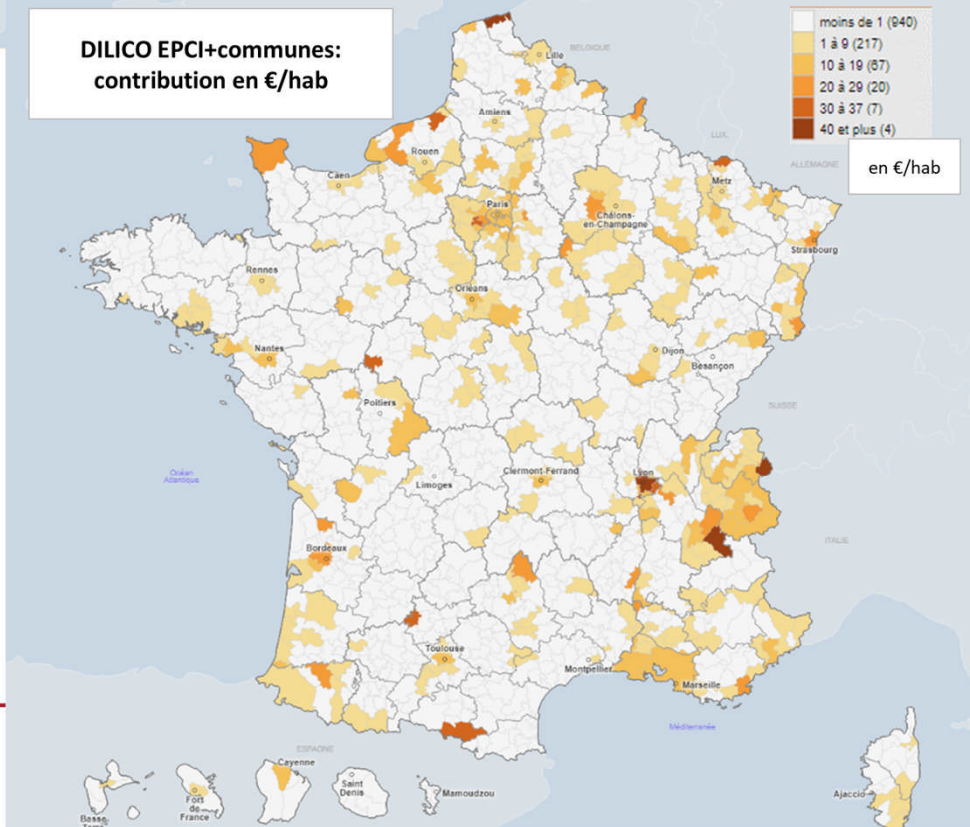 DILICO EPCI+communes:
contribution en €/hab
moins de 1 (940)
1 à 9 (217)
10 à 19 (67)
20 à 29 (20)
30 à 37 (7)
40 et plus (4)
en €/hab
BELGIQUE
Lille
Amiens
LUX.
ALLEMAGNE
Rouen
Caen
Metz
Paris
Châlons-
en-Champagne
Strasbourg
Rennes
Orléans
Nantes
Dijon
Besançon
Poitiers
SUISSE
Océan
Atlantique
Clermont-Ferrand
Lyon
Limoges
ITALIE
Bordeaux
Toulouse
Montpellier
Marseille
Méditerranée
ESPAGNE
Cayenne
Saint
Denis
Mamoudzou
Fort
de
France
Basse
Ajaccio